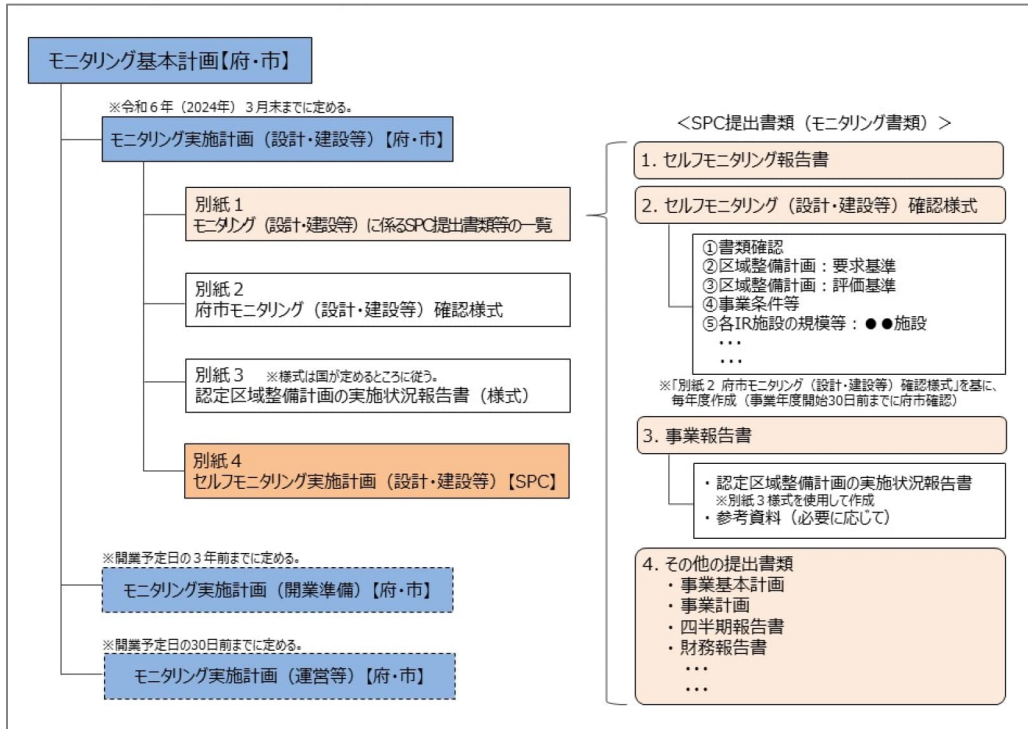 モニタリング基本計画【府・市】
※令和６年（2024年）３月末までに定める。
モニタリング実施計画（設計・建設等）【府・市】
別紙１
モニタリング（設計・建設等）に係るSPC提出書類等の一覧
別紙２
府市モニタリング（設計・建設等）確認様式
別紙３　※様式は国が定めるところに従う。
認定区域整備計画の実施状況報告書（様式）
別紙４
セルフモニタリング実施計画（設計・建設等）【SPC】
※開業予定日の３年前までに定める。
モニタリング実施計画（開業準備）【府・市】
※開業予定日の30日前までに定める。
モニタリング実施計画（運営等）【府・市】
＜SPC提出書類（モニタリング書類）＞
1. セルフモニタリング報告書
2. セルフモニタリング（設計・建設等）確認様式
①書類確認
②区域整備計画：要求基準
③区域整備計画：評価基準
④事業条件等
⑤各IR施設の規模等：●●施設
・・・
・・・
※「別紙２ 府市モニタリング（設計・建設等）確認様式」を基に、
毎年度作成（事業年度開始30日前までに府市確認）
3. 事業報告書
・認定区域整備計画の実施状況報告書
※別紙３様式を使用して作成
・参考資料（必要に応じて）
4. その他の提出書類
・事業基本計画
・事業計画
・四半期報告書
・財務報告書
・・・
・・・